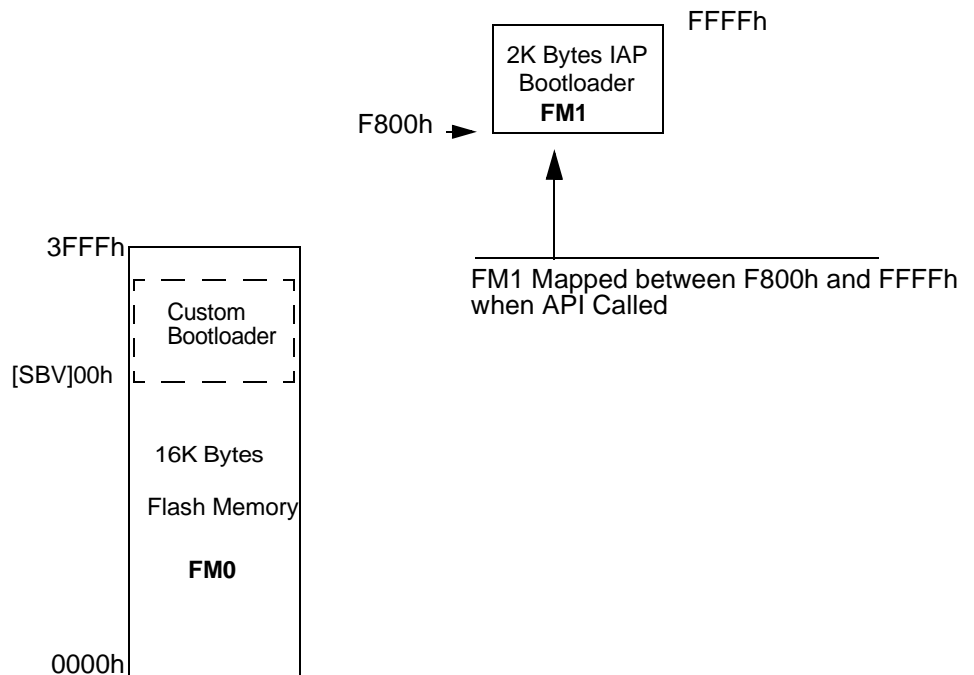 FFFFh
2K Bytes IAP
Bootloader
FM1
F800h
3FFFh
FM1 Mapped between F800h and FFFFh
when API Called
Custom
Bootloader
[SBV]00h
16K Bytes
Flash Memory
FM0
0000h